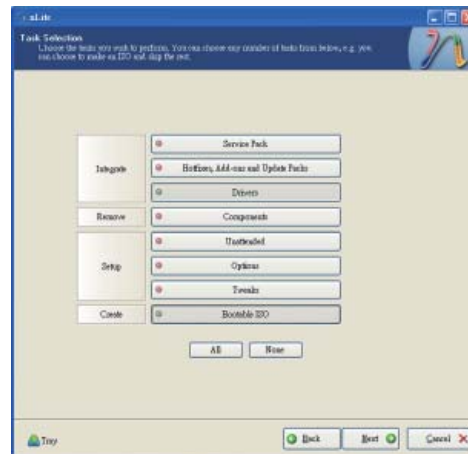 nLite
Task Selection
Choose the tasks you wish to perform. You can choose any number of tasks from below, e.g. you
can choose to make an ISO and skip the rest.
Integrate
Service Pack
Hotfixes, Add-ons and Update Packs
Drivers
Remove
Components
Setup
Unattended
Options
Tweaks
Create
Bootable ISO
All
None
Tray
Back
Next
Cancel